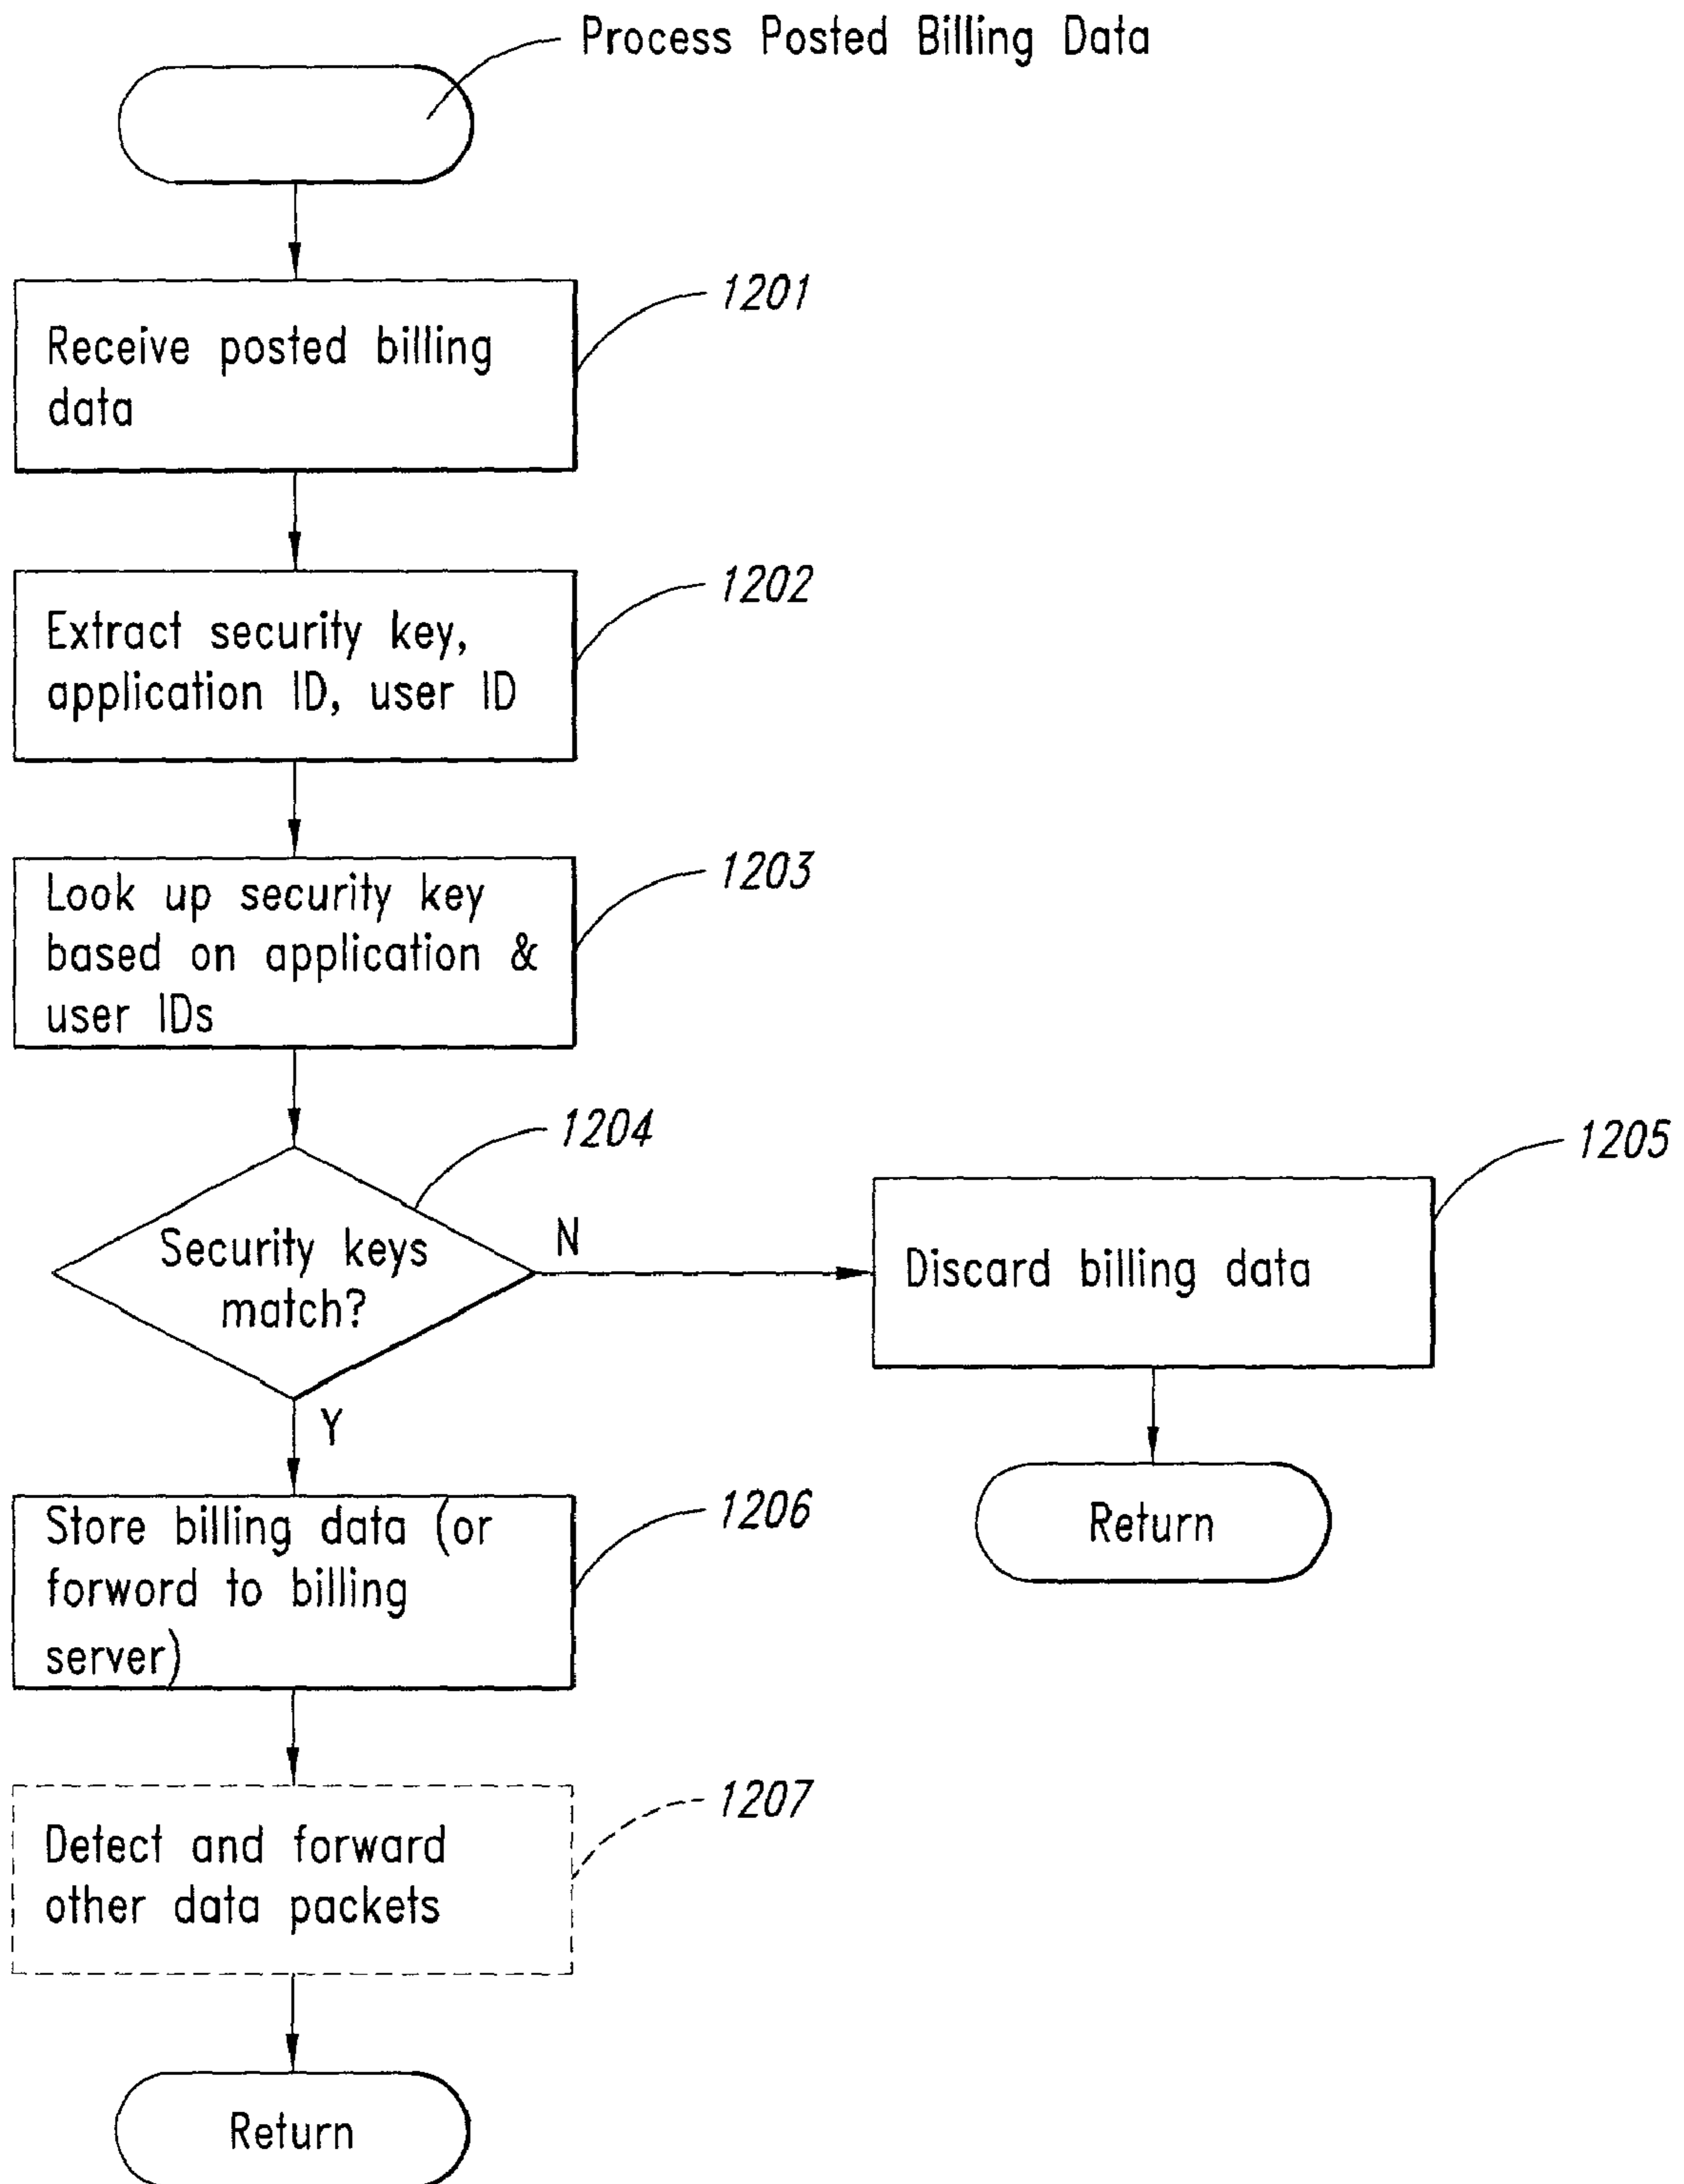 Process Posted Billing Data
1201
Receive posted billing
data
1202
Extract security key,
application ID, user ID
1203
Look up security key
based on application &
user IDs
1204
Security keys
match?
N
Y
1205
Discard billing data
Return
1206
Store billing data (or
forword to billing
server)
1207
Detect and forward
other data packets
Return